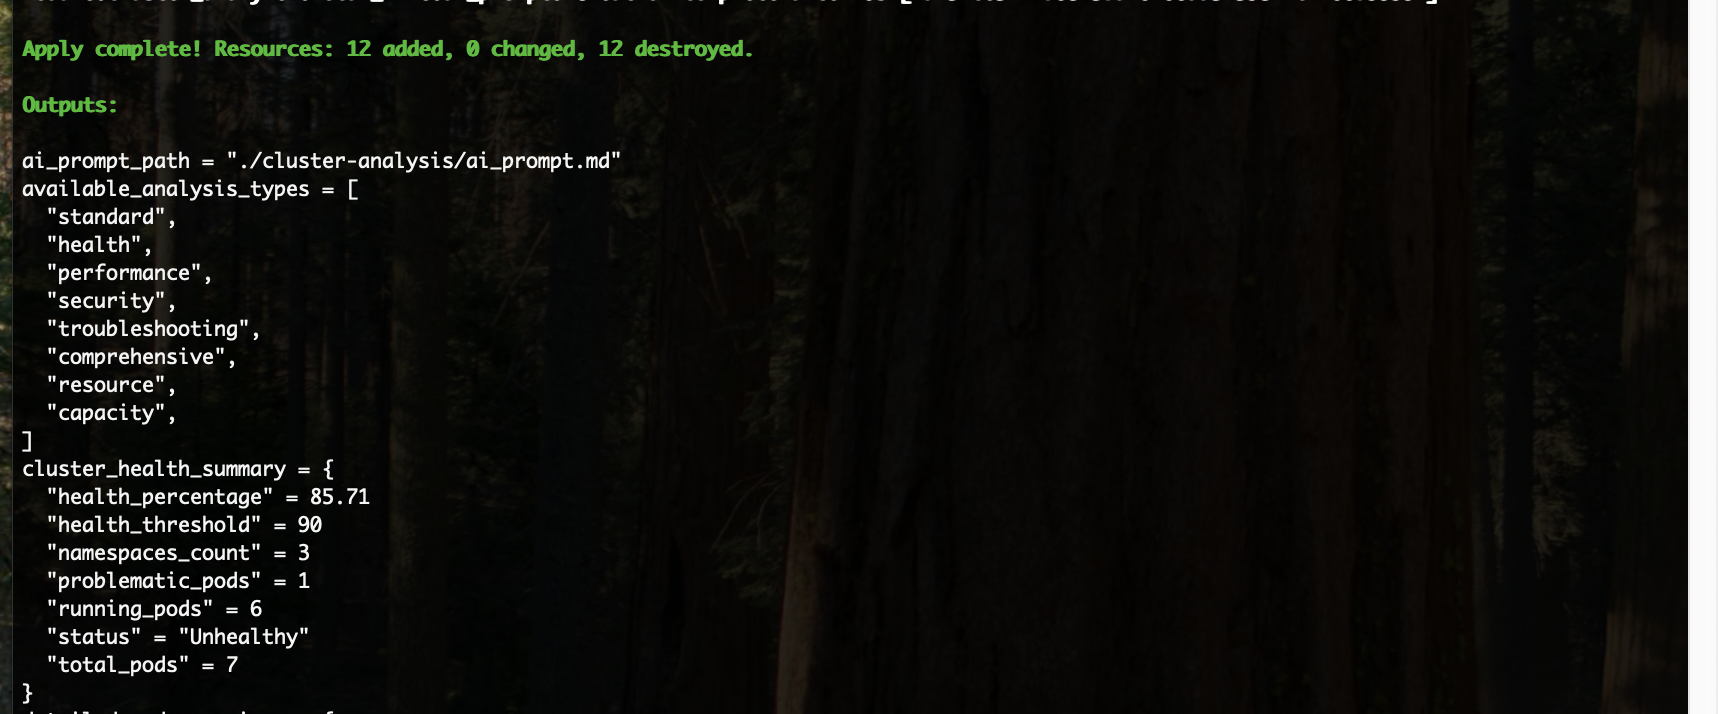 Apply complete! Resources: 12 added, 0 changed, 12 destroyed.
Outputs:
ai_prompt_path = "./cluster-analysis/ai_prompt.md"
available_analysis_types = [
  "standard",
  "health",
  "performance",
  "security",
  "troubleshooting",
  "comprehensive",
  "resource",
  "capacity",
]
cluster_health_summary = {
  "health_percentage" = 85.71
  "health_threshold" = 90
  "namespaces_count" = 3
  "problematic_pods" = 1
  "running_pods" = 6
  "status" = "Unhealthy"
  "total_pods" = 7
}